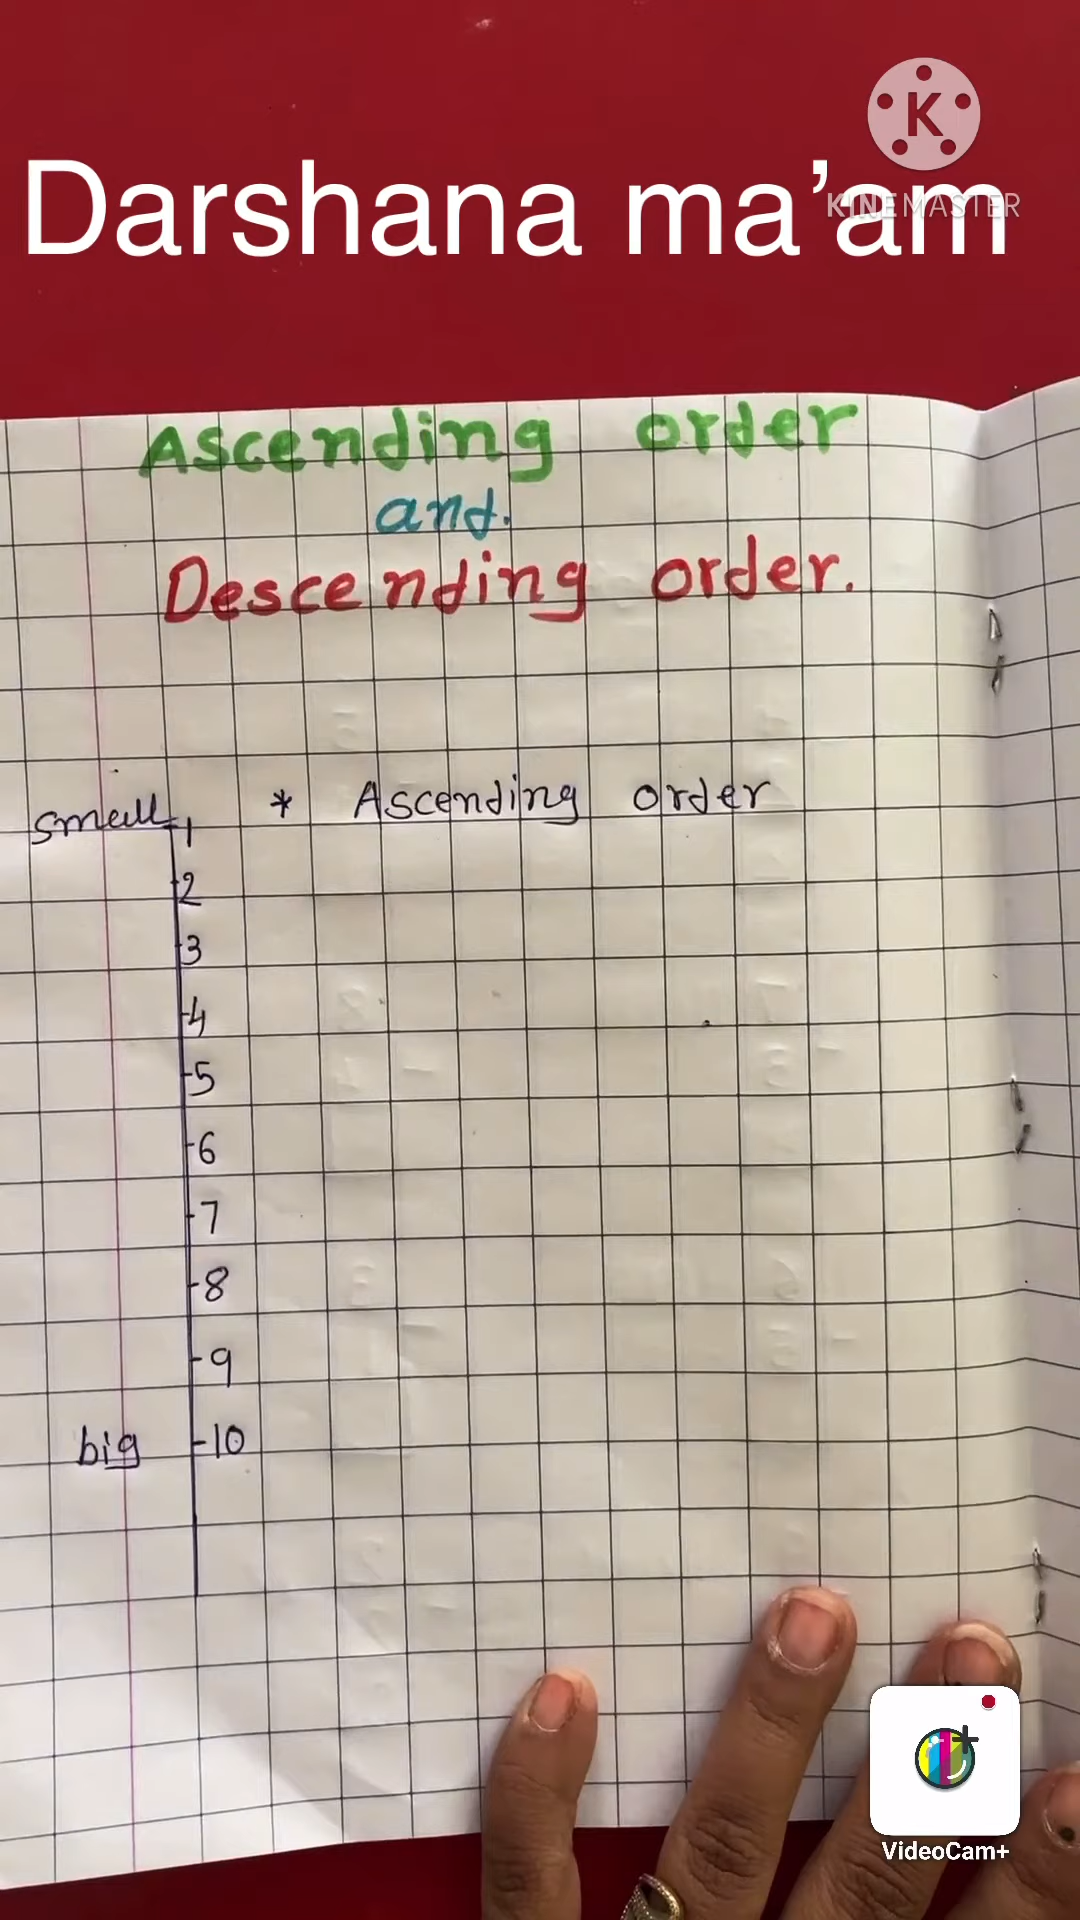 K
KINEMASTER
Darshana ma’am
Ascending order
and.
Descending order.
* Ascending order
small 1
2
3
4
5
6
7
8
9
big 10
VideoCam+